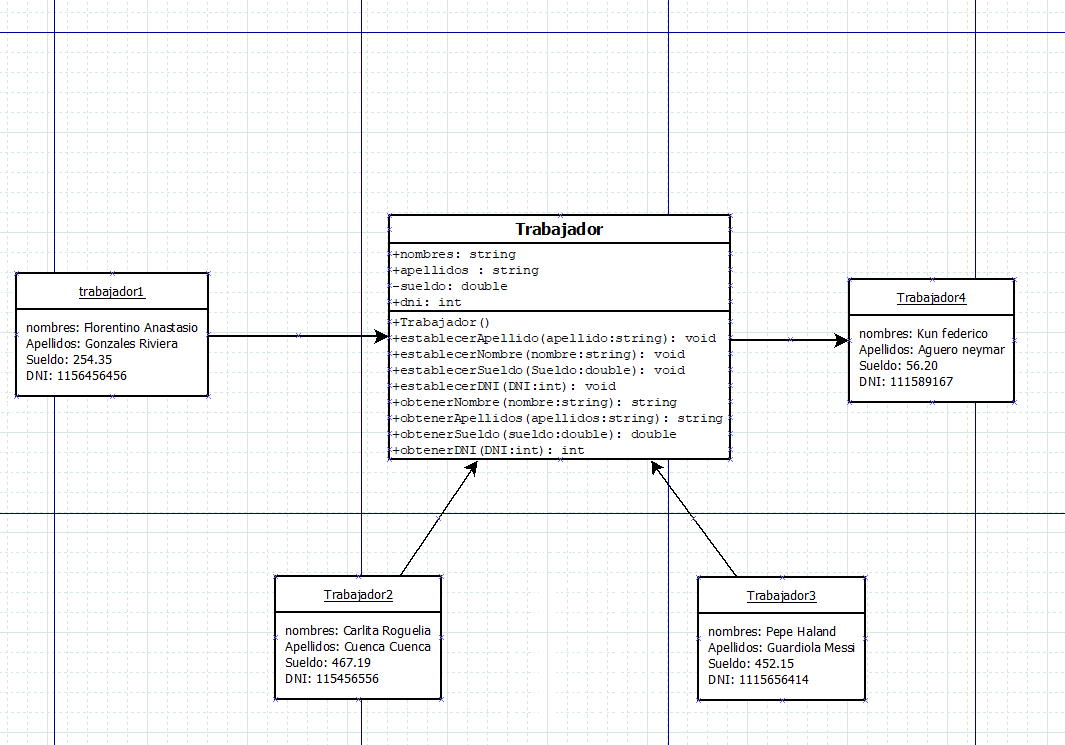 Trabajador
+nombres: string
+apellidos : string
-sueldo: double
+dni: int
+Trabajador()
+establecerApellido(apellido:string): void
+establecerNombre(nombre:string): void
+establecerSueldo(Sueldo:double): void
+establecerDNI(DNI:int): void
+obtenerNombre(nombre:string): string
+obtenerApellidos(apellidos:string): string
+obtenerSueldo(sueldo:double): double
+obtenerDNI(DNI:int): int
trabajador1
nombres: Florentino Anastasio
Apellidos: Gonzales Riviera
Sueldo: 254.35
DNI: 1156456456
Trabajador4
nombres: Kun federico
Apellidos: Aguero neymar
Sueldo: 56.20
DNI: 111589167
Trabajador2
nombres: Carlita Roguelia
Apellidos: Cuenca Cuenca
Sueldo: 467.19
DNI: 115456556
Trabajador3
nombres: Pepe Haland
Apellidos: Guardiola Messi
Sueldo: 452.15
DNI: 1115656414